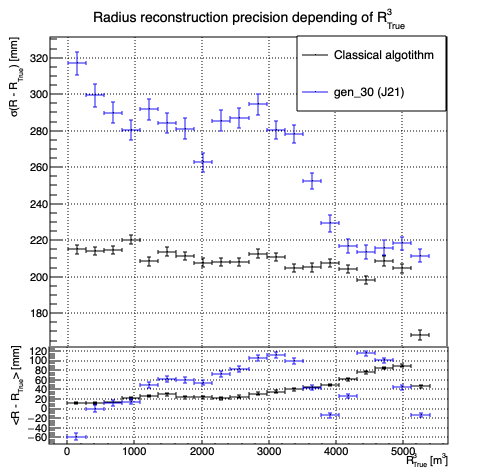 Radius reconstruction precision depending of R³True
σ(R - RTrue) [mm]
320
300
280
260
240
220
200
180
Classical algotithm
gen_30 (J21)
<R - RTrue> [mm]
120
100
80
60
40
20
0
−20
−40
−60
0 1000 2000 3000 4000 5000
R³True [m³]